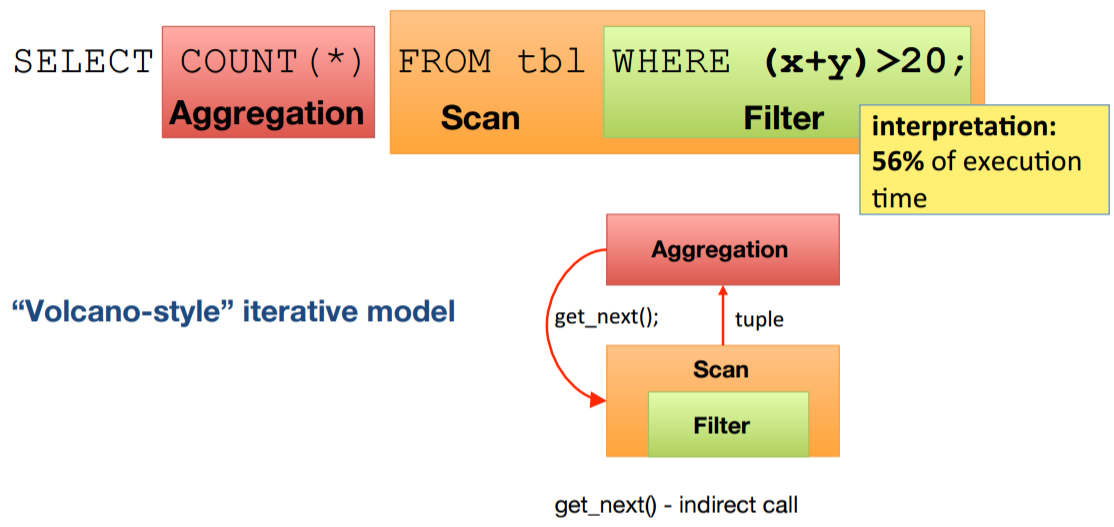 SELECT COUNT(*) FROM tbl WHERE (x+y)>20;
Aggregation Scan Filter
interpretation:
56% of execution
time
Aggregation
"Volcano-style" iterative model
get_next(); tuple
Scan
Filter
get_next() - indirect call